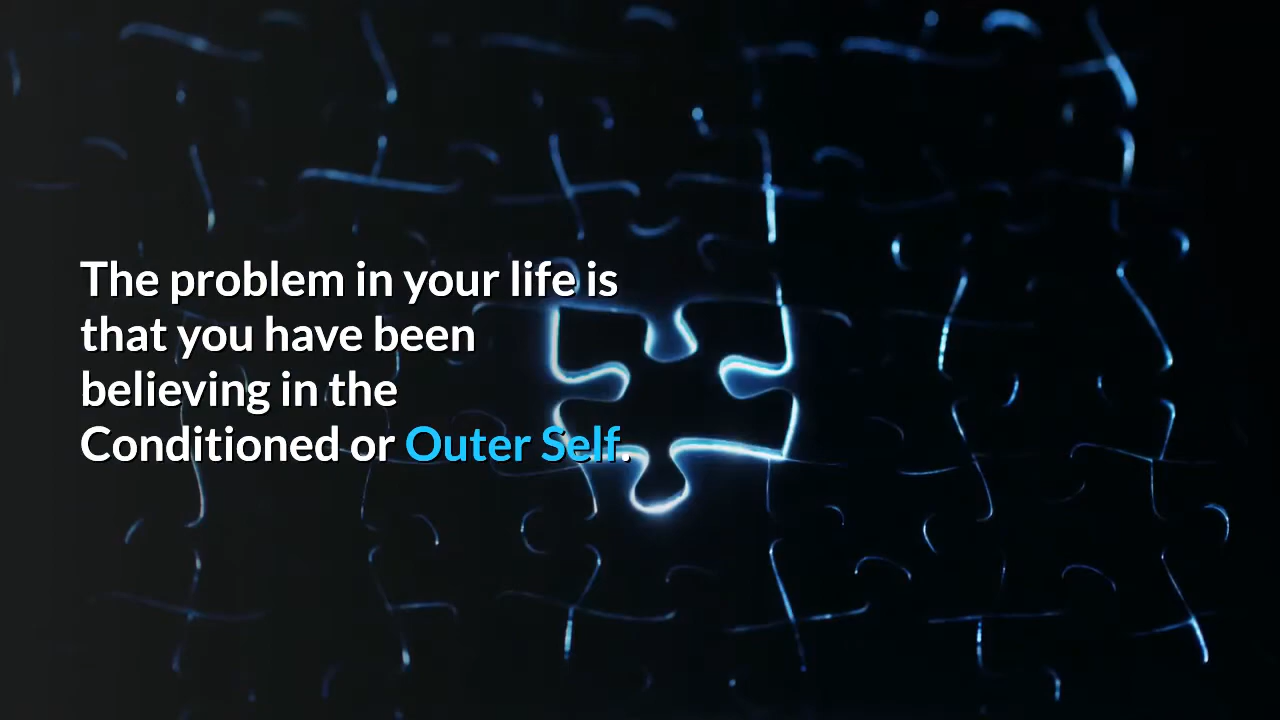 The problem in your life is
that you have been
believing in the
Conditioned or Outer Self.